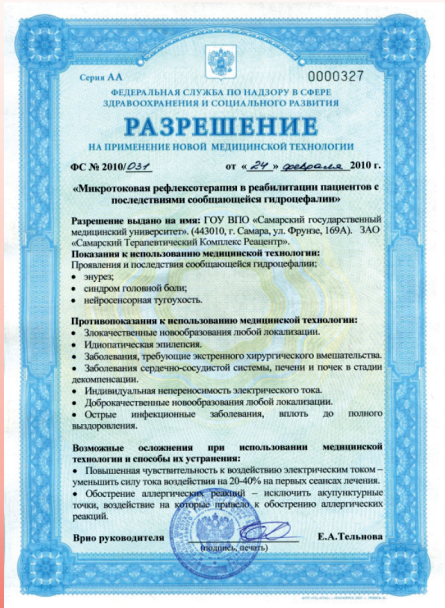 Серия АА
0000327
ФЕДЕРАЛЬНАЯ СЛУЖБА ПО НАДЗОРУ В СФЕРЕ
ЗДРАВООХРАНЕНИЯ И СОЦИАЛЬНОГО РАЗВИТИЯ
РАЗРЕШЕНИЕ
НА ПРИМЕНЕНИЕ НОВОЙ МЕДИЦИНСКОЙ ТЕХНОЛОГИИ
ФС № 2010/031 от « 24 » февраля 2010 г.
«Микротоковая рефлексотерапия в реабилитации пациентов с
последствиями сообщающейся гидроцефалии»
Разрешение выдано на имя: ГОУ ВПО «Самарский государственный
медицинский университет». (443010, г. Самара, ул. Фрунзе, 169А). ЗАО
«Самарский Терапевтический Комплекс Реацентр».
Показания к использованию медицинской технологии:
Проявления и последствия сообщающейся гидроцефалии;
• энурез;
• синдром головной боли;
• нейросенсорная тугоухость.
Противопоказания к использованию медицинской технологии:
• Злокачественные новообразования любой локализации.
• Идиопатическая эпилепсия.
• Заболевания, требующие экстренного хирургического вмешательства.
• Заболевания сердечно-сосудистой системы, печени и почек в стадии
декомпенсации.
• Индивидуальная непереносимость электрического тока.
• Доброкачественные новообразования любой локализации.
• Острые инфекционные заболевания, вплоть до полного
выздоровления.
Возможные осложнения при использовании медицинской
технологии и способы их устранения:
• Повышенная чувствительность к воздействию электрическим током –
уменьшить силу тока воздействия на 20-40% на первых сеансах лечения.
• Обострение аллергических реакций – исключить акупунктурные
точки, воздействие на которые привело к обострению аллергических
реакций.
Врио руководителя
Е.А.Тельнова
(подпись, печать)